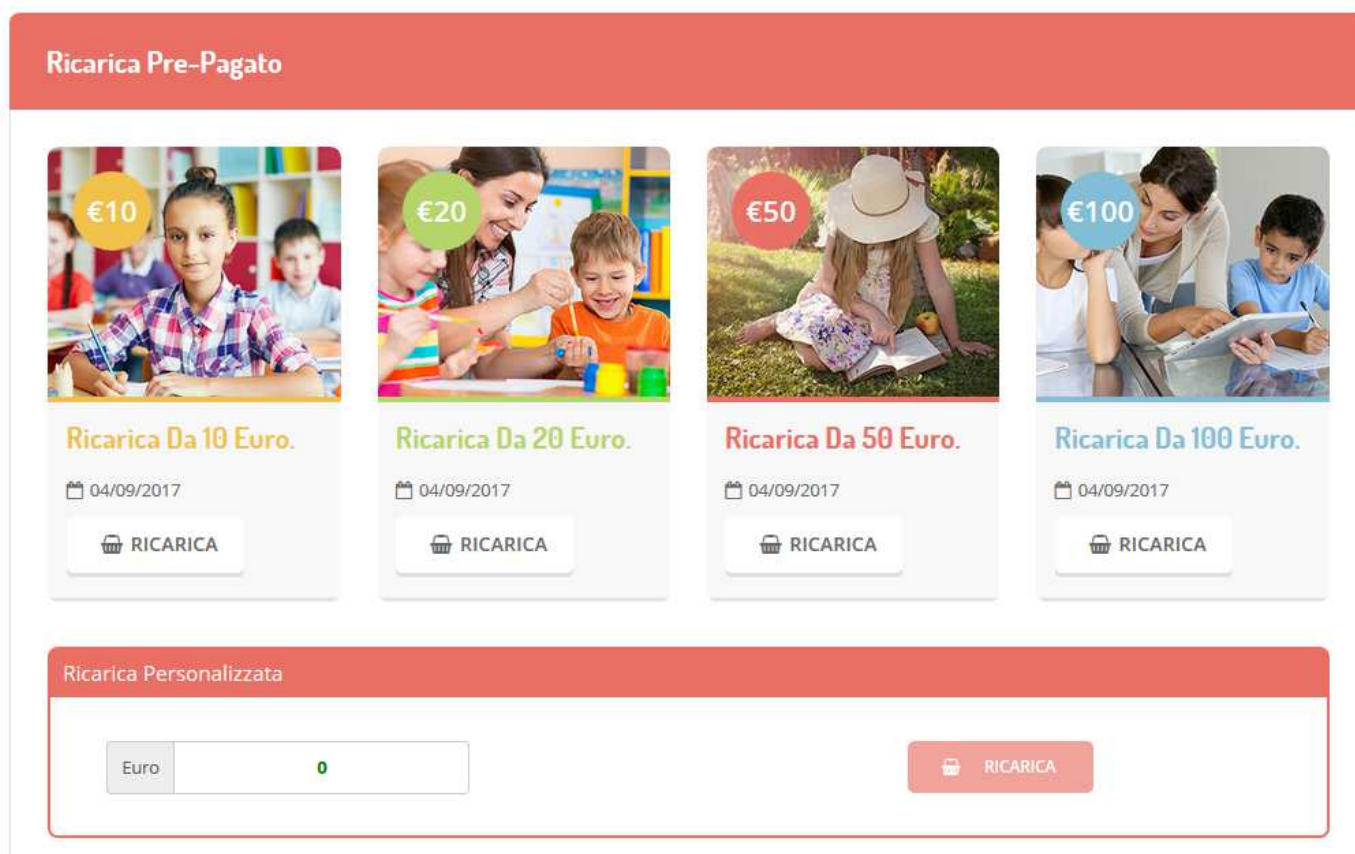 Ricarica Pre-Pagato
€10
€20
€50
€100
Ricarica Da 10 Euro.
Ricarica Da 20 Euro.
Ricarica Da 50 Euro.
Ricarica Da 100 Euro.
04/09/2017
04/09/2017
04/09/2017
04/09/2017
RICARICA
RICARICA
RICARICA
RICARICA
Ricarica Personalizzata
Euro 0
RICARICA